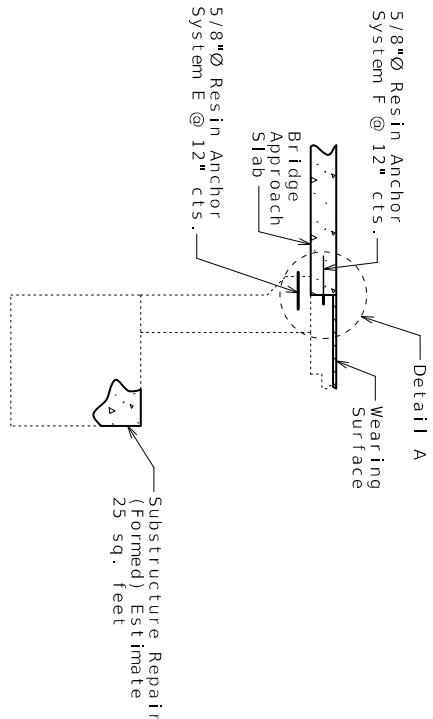 5/8"Ø Resin Anchor
System F @ 12" cts.
Detail A
Bridge
Approach
Slab
Wearing
Surface
5/8"Ø Resin Anchor
System E @ 12" cts.
Substructure Repair
(Formed) Estimate
25 sq. feet